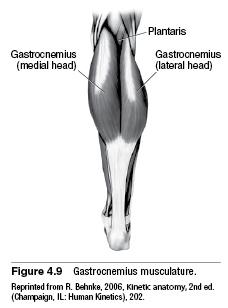 Plantaris
Gastrocnemius
(medial head)
Gastrocnemius
(lateral head)
Figure 4.9 Gastrocnemius musculature.
Reprinted from R. Behnke, 2006, Kinetic anatomy, 2nd ed.
(Champaign, IL: Human Kinetics), 202.